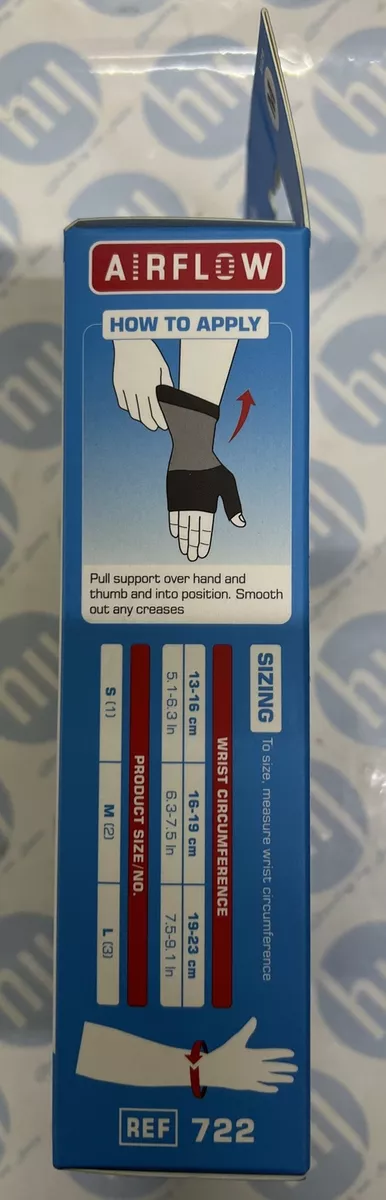 AIRFLOW
HOW TO APPLY
Pull support over hand and
thumb and into position. Smooth
out any creases
SIZING To size, measure wrist circumference
WRIST CIRCUMFERENCE
13-16 cm 16-19 cm 19-23 cm
5.1-6.3 In 6.3-7.5 In 7.5-9.1 In
PRODUCT SIZE/NO.
S (1) M (2) L (3)
REF 722